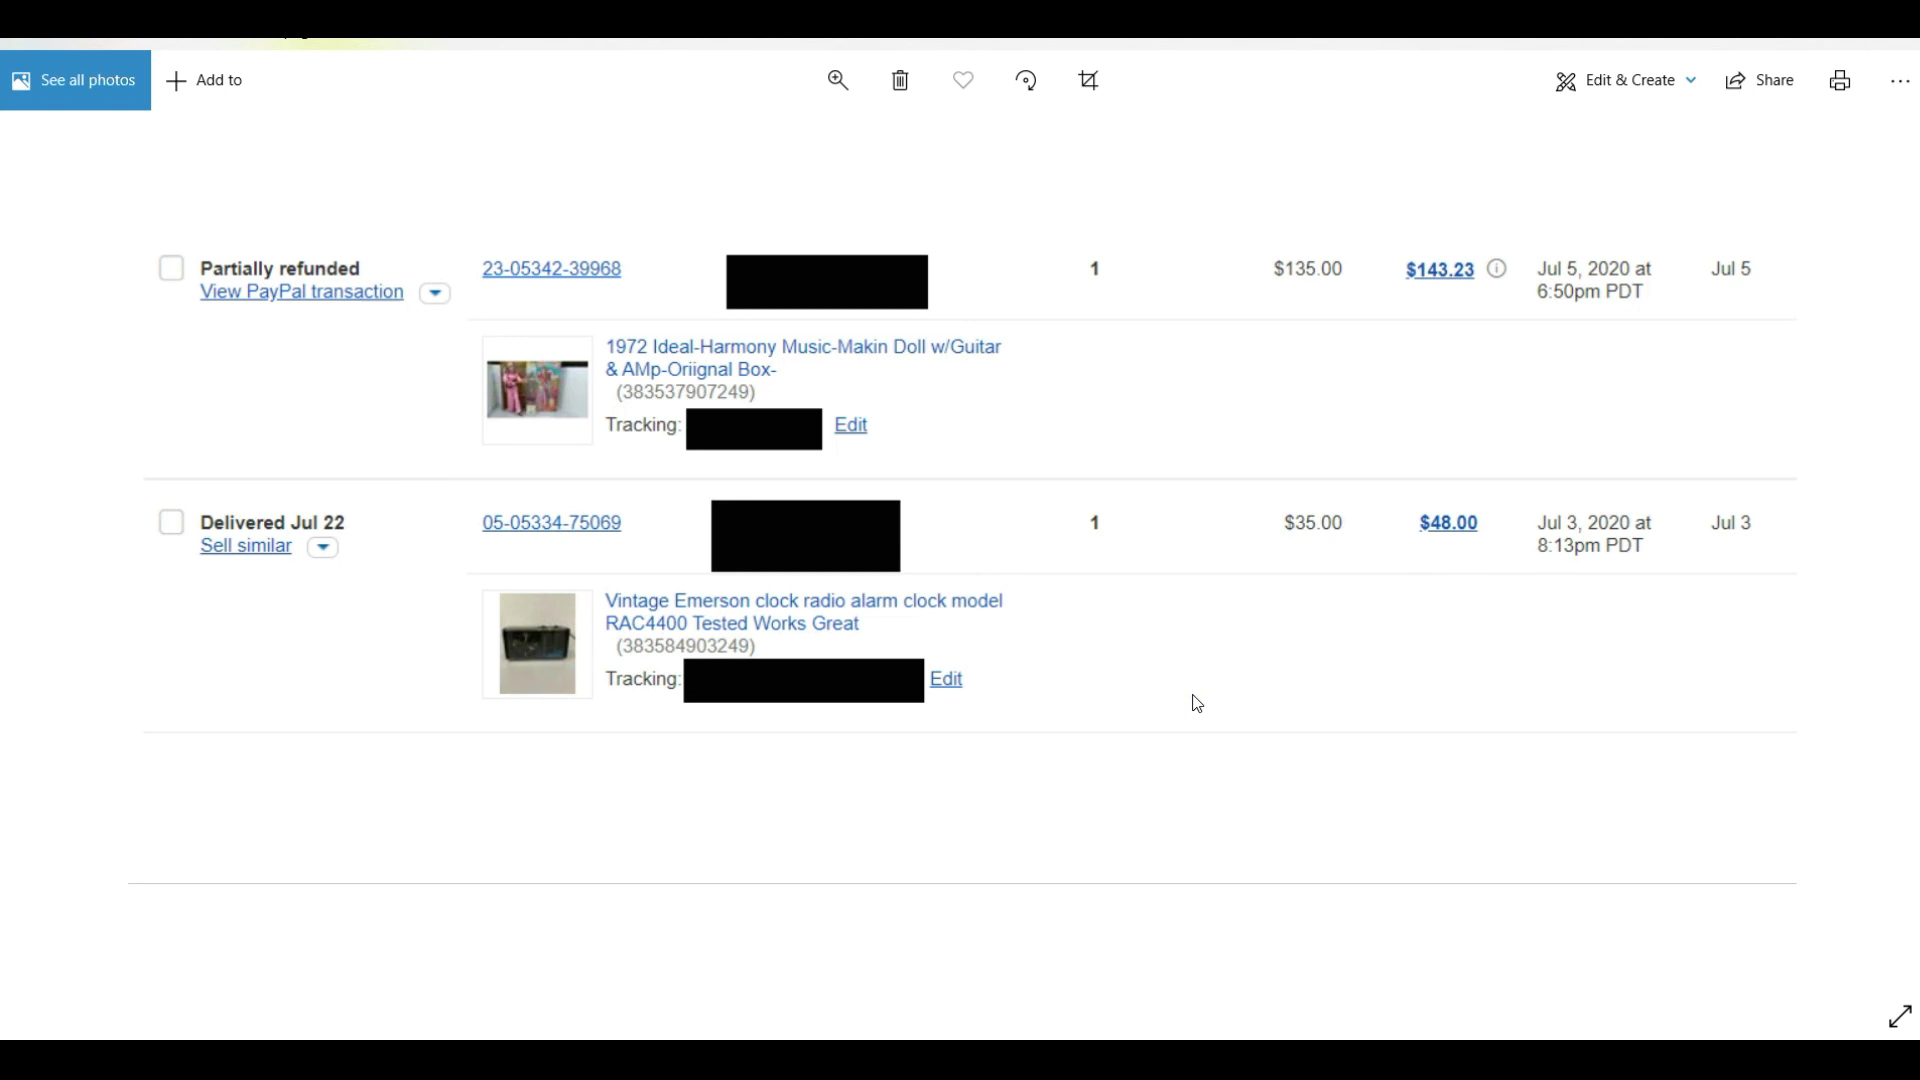 See all photos
Add to
Edit & Create
Share
Partially refunded
View PayPal transaction
23-05342-39968
1
$135.00
$143.23
Jul 5, 2020 at
6:50pm PDT
Jul 5
1972 Ideal-Harmony Music-Makin Doll w/Guitar
& AMp-Oriignal Box-
(383537907249)
Tracking:
Edit
Delivered Jul 22
Sell similar
05-05334-75069
1
$35.00
$48.00
Jul 3, 2020 at
8:13pm PDT
Jul 3
Vintage Emerson clock radio alarm clock model
RAC4400 Tested Works Great
(383584903249)
Tracking:
Edit